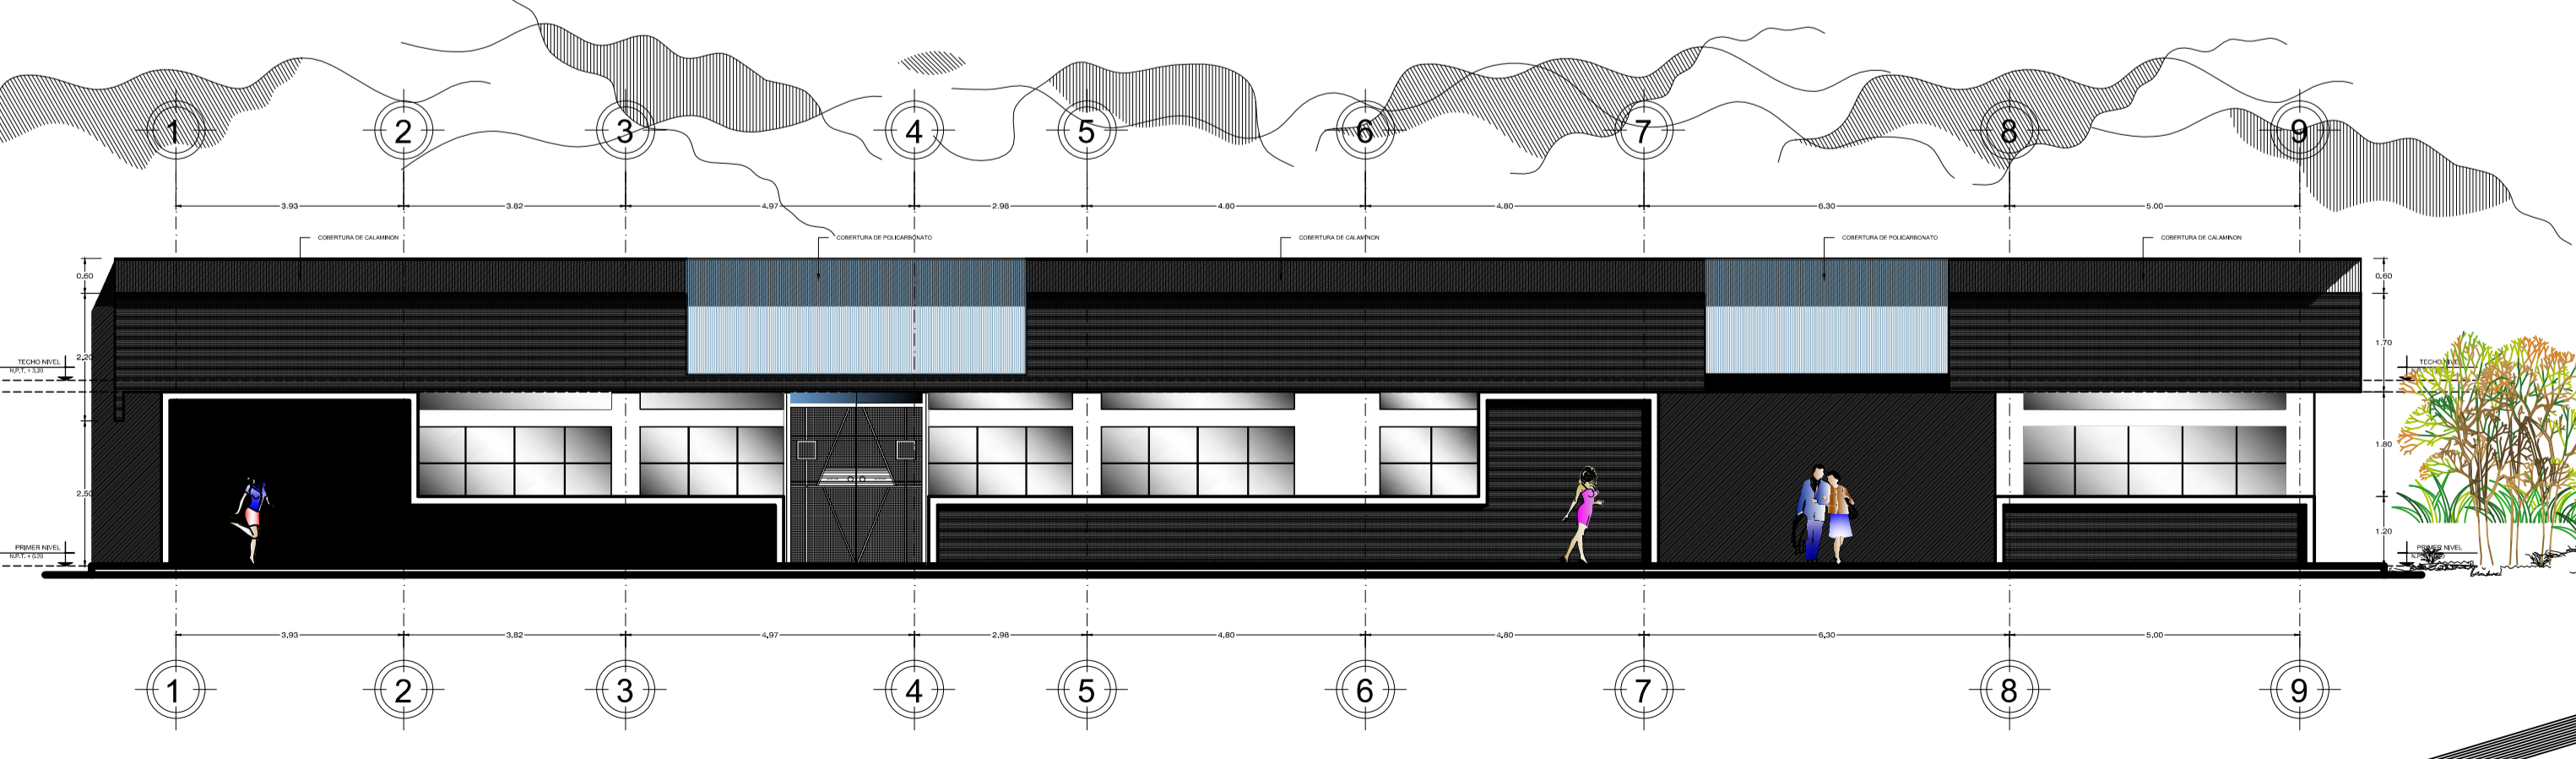 1 2 3 4 5 6 7 8 9
3.93 3.82 4.97 2.98 4.80 4.80 6.30 5.00
COBERTURA DE CALAMINON
COBERTURA DE POLICARBONATO
COBERTURA DE CALAMINON
COBERTURA DE POLICARBONATO
COBERTURA DE CALAMINON
0.60
2.20
TECHO NIVEL
N.P.T. + 3.20
2.50
PRIMER NIVEL
N.P.T. + 0.20
0.60
1.70
TECHO NIVEL
1.80
1.20
PRIMER NIVEL
3.93 3.82 4.97 2.98 4.80 4.80 6.30 5.00
1 2 3 4 5 6 7 8 9